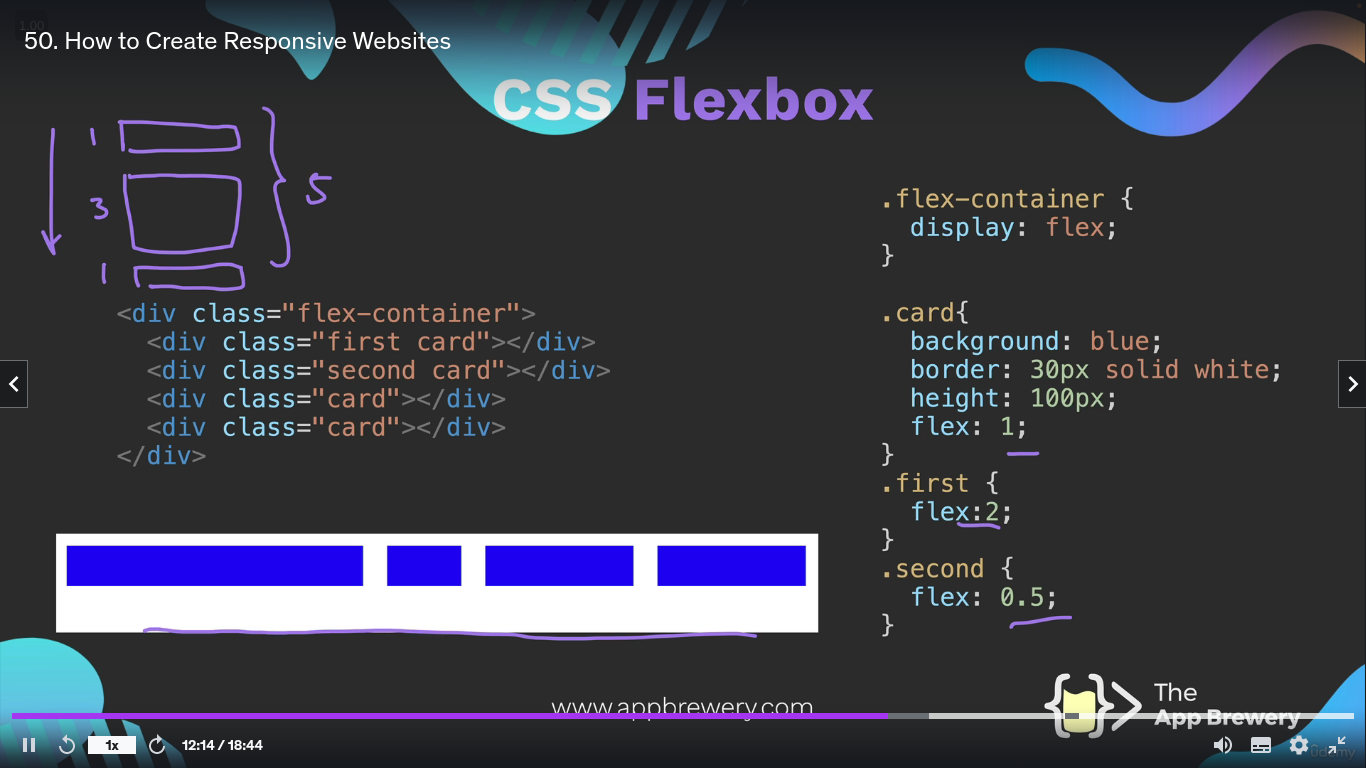 1.00
50. How to Create Responsive Websites
CSS Flexbox
1
3
1
5
<div class="flex-container">
  <div class="first card"></div>
  <div class="second card"></div>
  <div class="card"></div>
  <div class="card"></div>
</div>
.flex-container {
  display: flex;
}
.card{
  background: blue;
  border: 30px solid white;
  height: 100px;
  flex: 1;
}
.first {
  flex:2;
}
.second {
  flex: 0.5;
}
www.appbrewery.com
{ }>
The
App Brewery
1x
12:14 / 18:44
ûdemy